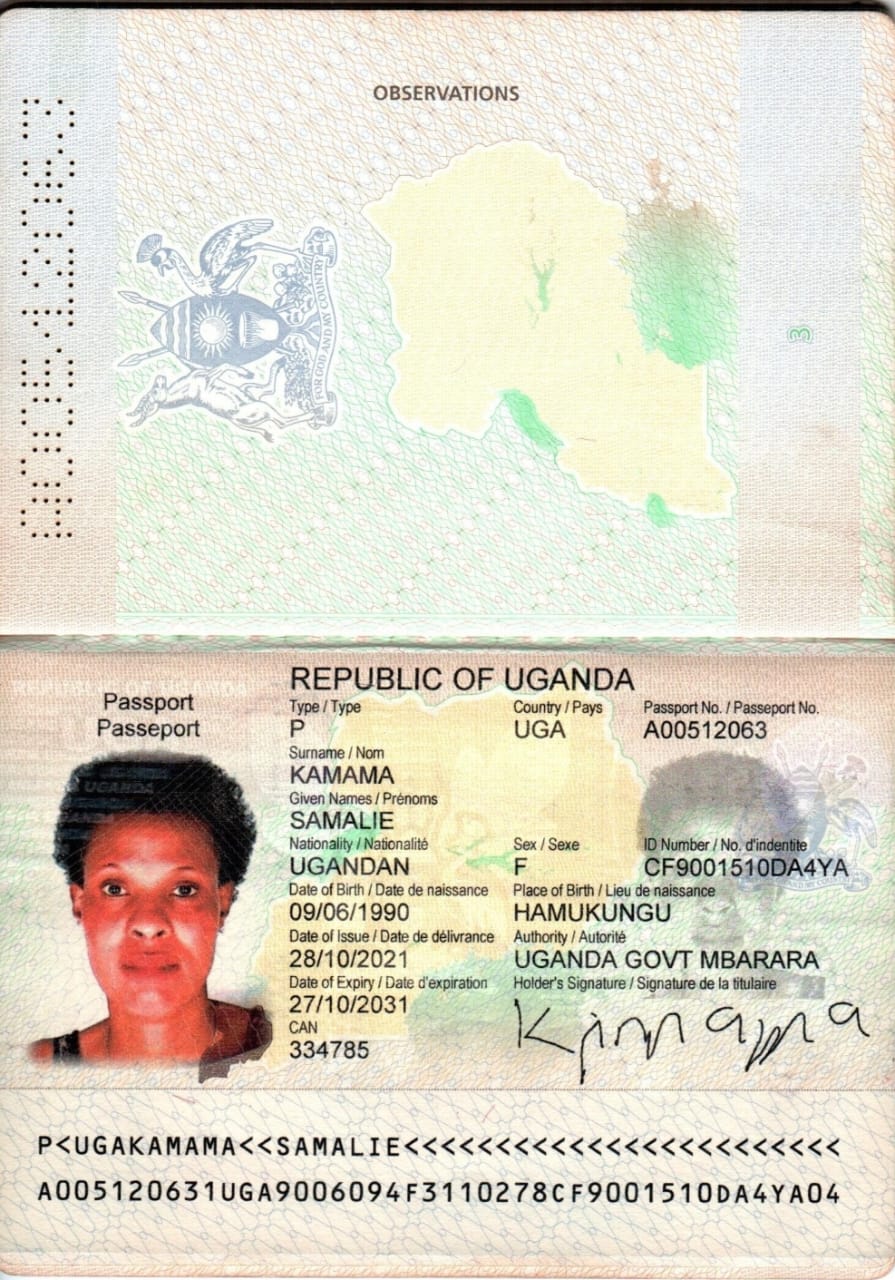 OBSERVATIONS
A00512063
FOR GOD AND MY COUNTRY
3
REPUBLIC OF UGANDA
Passport
Passeport
Type / Type Country / Pays Passport No. / Passeport No.
P UGA A00512063
Surname / Nom
KAMAMA
Given Names / Prénoms
SAMALIE
Nationality / Nationalité Sex / Sexe ID Number / No. d'indentite
UGANDAN F CF9001510DA4YA
Date of Birth / Date de naissance Place of Birth / Lieu de naissance
09/06/1990 HAMUKUNGU
Date of Issue / Date de délivrance Authority / Autorité
28/10/2021 UGANDA GOVT MBARARA
Date of Expiry / Date d'expiration Holder's Signature / Signature de la titulaire
27/10/2031
CAN
334785
P<UGAKAMAMA<<SAMALIE<<<<<<<<<<<<<<<<<<<<<<<<
A005120631UGA9006094F3110278CF9001510DA4YA04